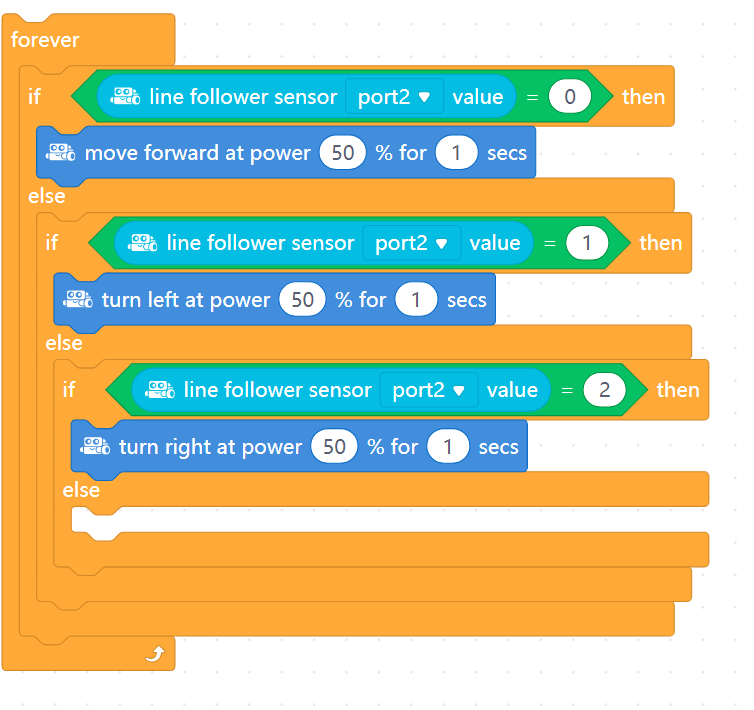 forever
if line follower sensor port2 value = 0 then
move forward at power 50 % for 1 secs
else
if line follower sensor port2 value = 1 then
turn left at power 50 % for 1 secs
else
if line follower sensor port2 value = 2 then
turn right at power 50 % for 1 secs
else